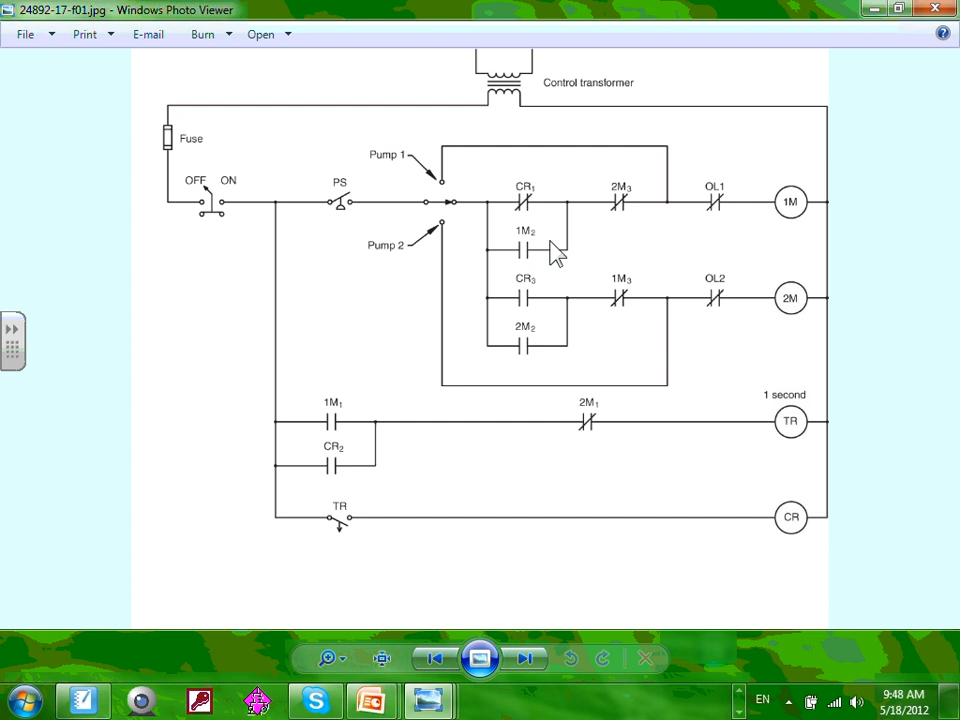 24892-17-f01.jpg - Windows Photo Viewer
File Print E-mail Burn Open
Control transformer
Fuse
Pump 1
OFF ON PS CR1 2M3 OL1 1M
1M2
Pump 2
CR3 1M3 OL2 2M
2M2
1 second
1M1 2M1 TR
CR2
TR CR
EN 9:48 AM
5/18/2012